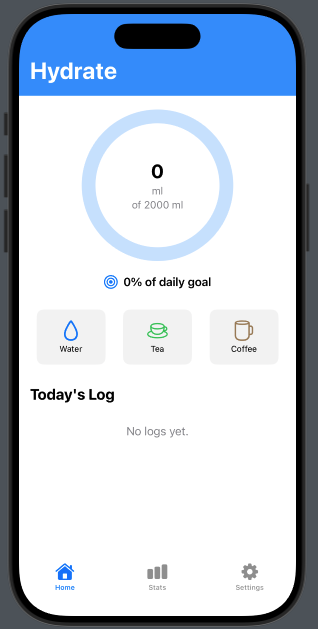 Hydrate
0
ml
of 2000 ml
0% of daily goal
Water
Tea
Coffee
Today's Log
No logs yet.
Home
Stats
Settings